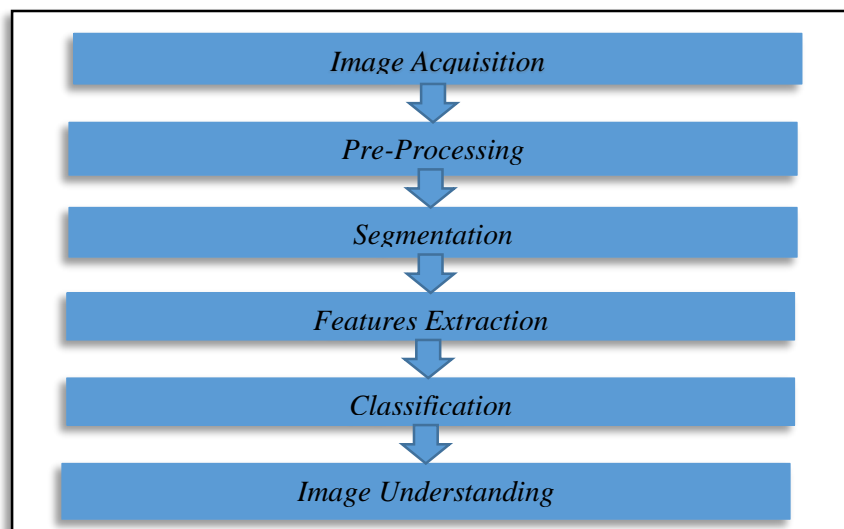 Image Acquisition
Pre-Processing
Segmentation
Features Extraction
Classification
Image Understanding